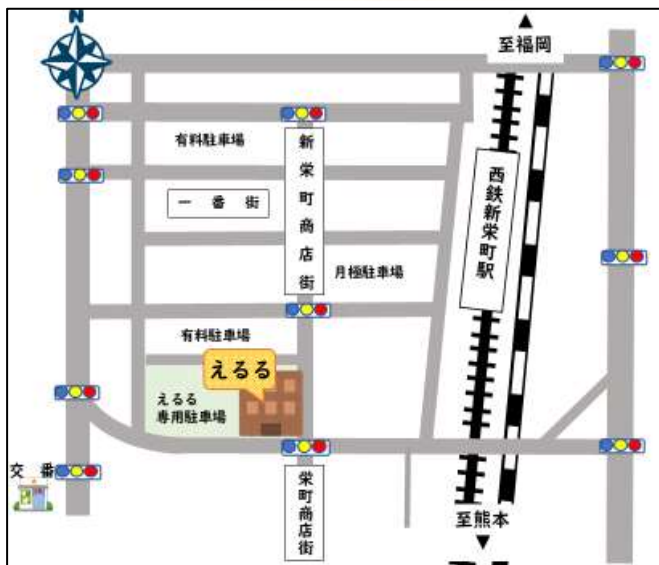 N
▲
至福岡
有料駐車場
新栄町商店街
一番街
西鉄新栄町駅
月極駐車場
有料駐車場
えるる
えるる
専用駐車場
交番
栄町商店街
至熊本
▼